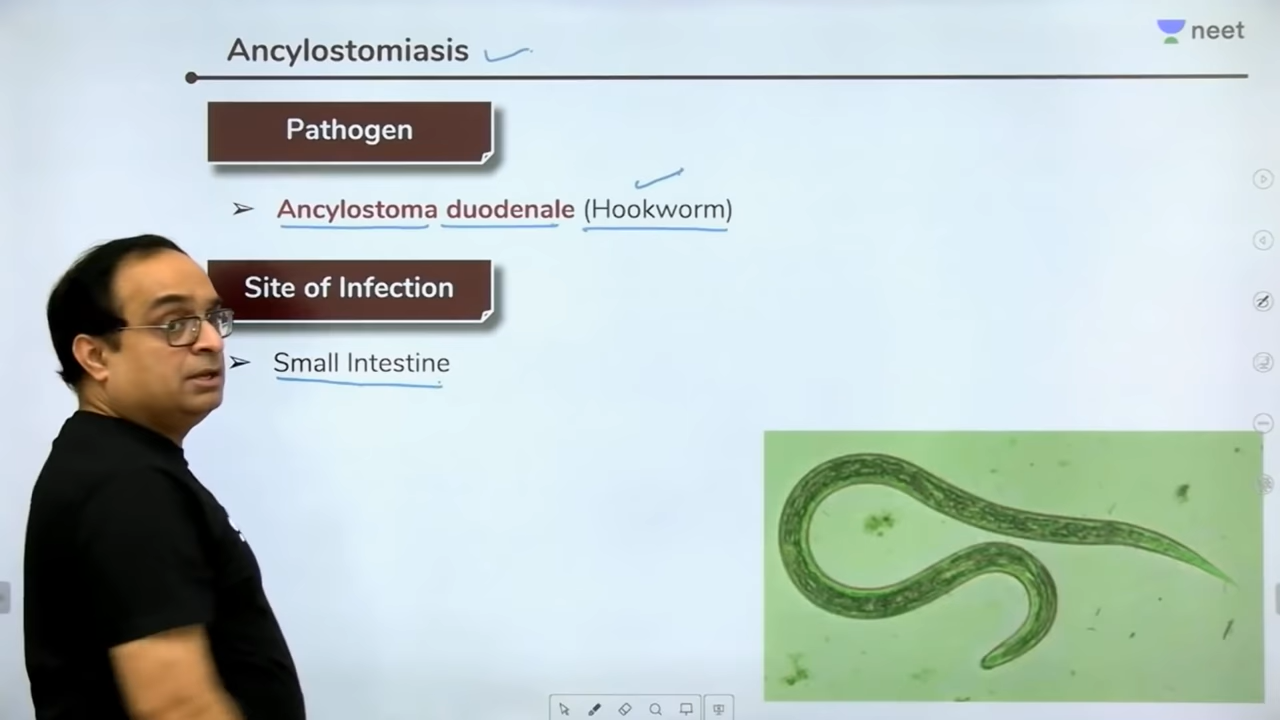 Ancylostomiasis
neet
Pathogen
➢ Ancylostoma duodenale (Hookworm)
Site of Infection
➢ Small Intestine